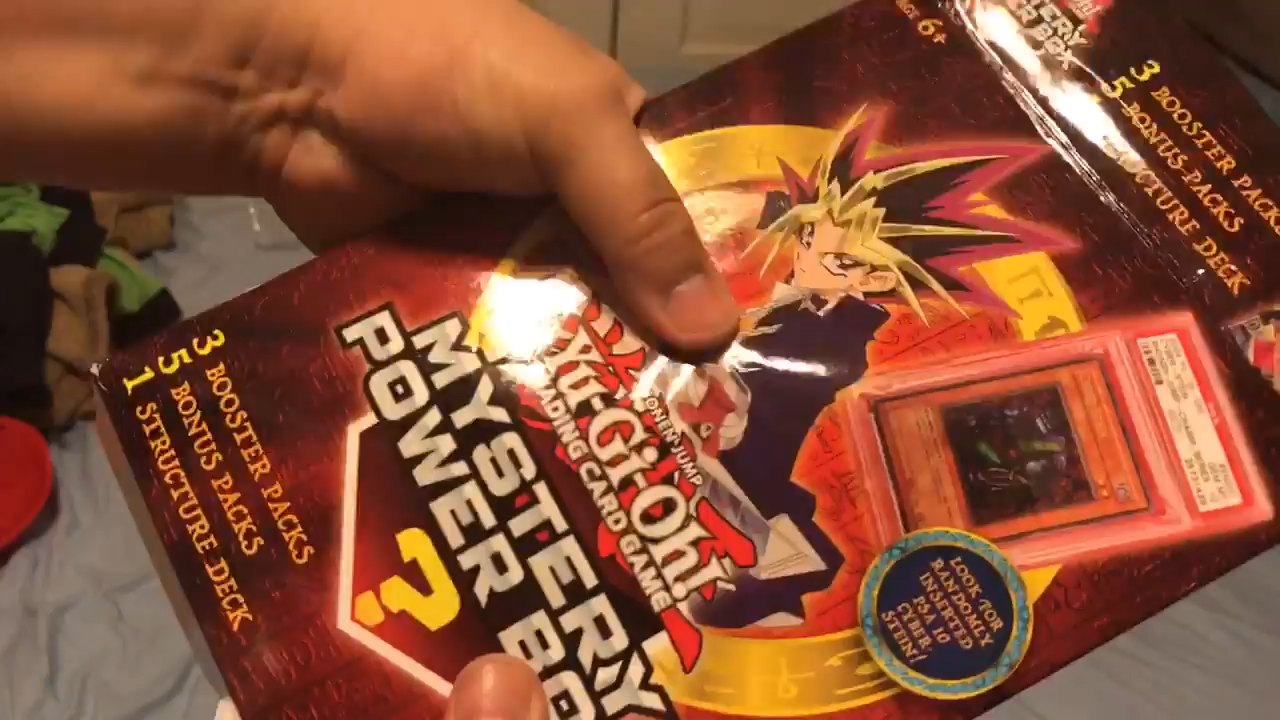 AGE 6+
3 BOOSTER PACKS
5 BONUS PACKS
STRUCTURE DECK
3 BOOSTER PACKS
5 BONUS PACKS
1 STRUCTURE DECK
MYSTERY
POWER BO
?
SHONEN JUMP
Yu-Gi-Oh!
TRADING CARD GAME
LOOK FOR
RANDOMLY
INSERTED
PSA 10
CYBER-
STEIN!